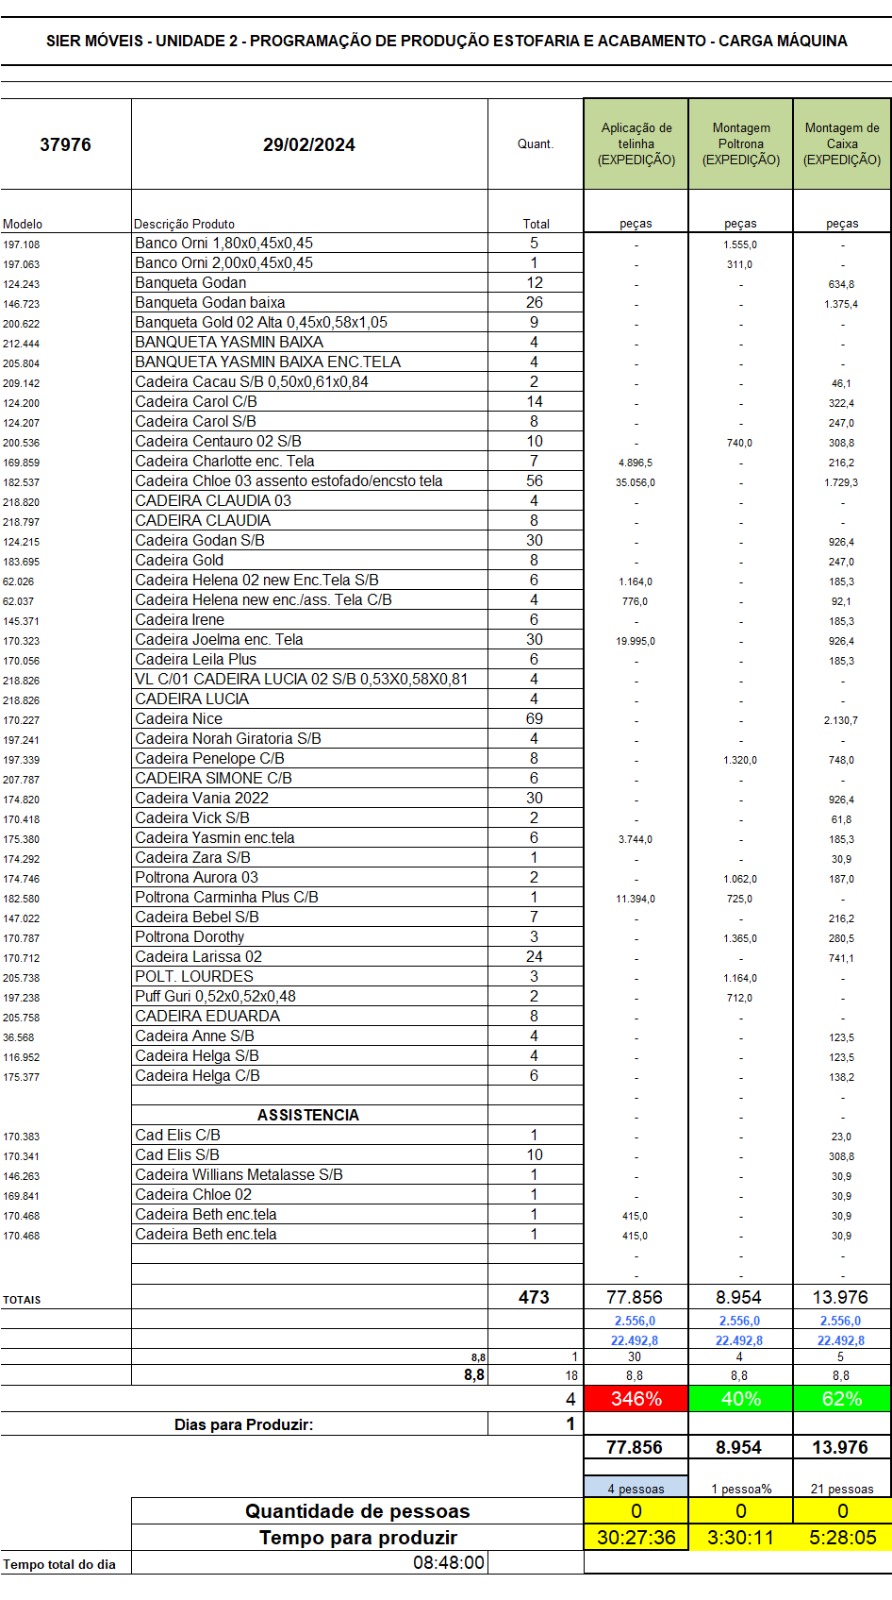 SIER MÓVEIS - UNIDADE 2 - PROGRAMAÇÃO DE PRODUÇÃO ESTOFARIA E ACABAMENTO - CARGA MÁQUINA
37976 29/02/2024 Quant. Aplicação de telinha (EXPEDIÇÃO) Montagem Poltrona (EXPEDIÇÃO) Montagem de Caixa (EXPEDIÇÃO)
Modelo Descrição Produto Total peças peças peças
197.108 Banco Orni 1,80x0,45x0,45 5 - 1.555,0 -
197.063 Banco Orni 2,00x0,45x0,45 1 - 311,0 -
124.243 Banqueta Godan 12 - - 634,8
146.723 Banqueta Godan baixa 26 - - 1.375,4
200.622 Banqueta Gold 02 Alta 0,45x0,58x1,05 9 - - -
212.444 BANQUETA YASMIN BAIXA 4 - - -
205.804 BANQUETA YASMIN BAIXA ENC.TELA 4 - - -
209.142 Cadeira Cacau S/B 0,50x0,61x0,84 2 - - 46,1
124.200 Cadeira Carol C/B 14 - - 322,4
124.207 Cadeira Carol S/B 8 - - 247,0
200.536 Cadeira Centauro 02 S/B 10 - 740,0 308,8
169.859 Cadeira Charlotte enc. Tela 7 4.896,5 - 216,2
182.537 Cadeira Chloe 03 assento estofado/encsto tela 56 35.056,0 - 1.729,3
218.820 CADEIRA CLAUDIA 03 4 - - -
218.797 CADEIRA CLAUDIA 8 - - -
124.215 Cadeira Godan S/B 30 - - 926,4
183.695 Cadeira Gold 8 - - 247,0
62.026 Cadeira Helena 02 new Enc.Tela S/B 6 1.164,0 - 185,3
62.037 Cadeira Helena new enc./ass. Tela C/B 4 776,0 - 92,1
145.371 Cadeira Irene 6 - - 185,3
170.323 Cadeira Joelma enc. Tela 30 19.995,0 - 926,4
170.056 Cadeira Leila Plus 6 - - 185,3
218.826 VL C/01 CADEIRA LUCIA 02 S/B 0,53X0,58X0,81 4 - - -
218.826 CADEIRA LUCIA 4 - - -
170.227 Cadeira Nice 69 - - 2.130,7
197.241 Cadeira Norah Giratoria S/B 4 - - -
197.339 Cadeira Penelope C/B 8 - 1.320,0 748,0
207.787 CADEIRA SIMONE C/B 6 - - -
174.820 Cadeira Vania 2022 30 - - 926,4
170.418 Cadeira Vick S/B 2 - - 61,8
175.380 Cadeira Yasmin enc.tela 6 3.744,0 - 185,3
174.292 Cadeira Zara S/B 1 - - 30,9
174.746 Poltrona Aurora 03 2 - 1.062,0 187,0
182.580 Poltrona Carminha Plus C/B 1 11.394,0 725,0 -
147.022 Cadeira Bebel S/B 7 - - 216,2
170.787 Poltrona Dorothy 3 - 1.365,0 280,5
170.712 Cadeira Larissa 02 24 - - 741,1
205.738 POLT. LOURDES 3 - 1.164,0 -
197.238 Puff Guri 0,52x0,52x0,48 2 - 712,0 -
205.758 CADEIRA EDUARDA 8 - - -
36.568 Cadeira Anne S/B 4 - - 123,5
116.952 Cadeira Helga S/B 4 - - 123,5
175.377 Cadeira Helga C/B 6 - - 138,2
- - -
ASSISTENCIA - - -
170.383 Cad Elis C/B 1 - - 23,0
170.341 Cad Elis S/B 10 - - 308,8
146.263 Cadeira Willians Metalasse S/B 1 - - 30,9
169.841 Cadeira Chloe 02 1 - - 30,9
170.468 Cadeira Beth enc.tela 1 415,0 - 30,9
170.468 Cadeira Beth enc.tela 1 415,0 - 30,9
- - -
- - -
TOTAIS 473 77.856 8.954 13.976
2.556,0 2.556,0 2.556,0
22.492,8 22.492,8 22.492,8
8,8 1 30 4 5
8,8 18 8,8 8,8 8,8
4 346% 40% 62%
Dias para Produzir: 1
77.856 8.954 13.976
4 pessoas 1 pessoa% 21 pessoas
Quantidade de pessoas 0 0 0
Tempo para produzir 30:27:36 3:30:11 5:28:05
Tempo total do dia 08:48:00